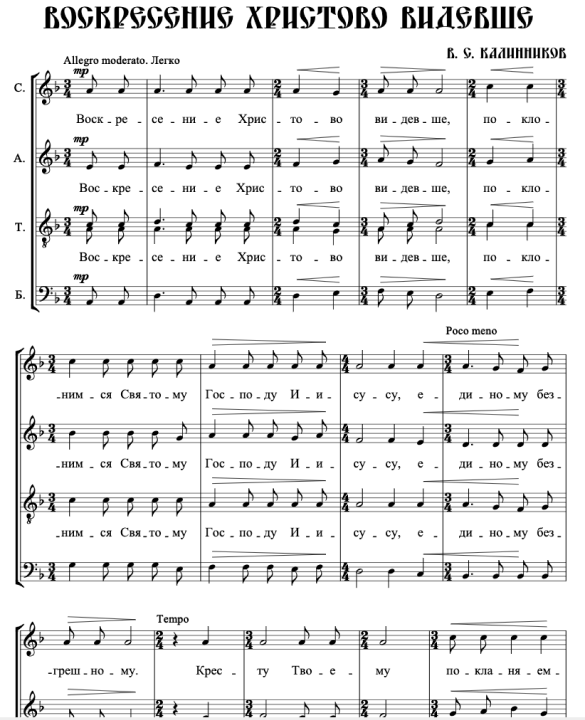 ВОСКРЕСЕНИЕ ХРИСТОВО ВИДЕВШЕ
В. С. КАЛИННИКОВ
Allegro moderato. Легко
mp
С.
Воск - ре - се - ни - е Хрис - то - во ви - дев - ше, по - кло -
mp
А.
Вос - кре - се - ни - е Хрис - то - во ви - дев - ше, по - кло -
mp
Т.
Вос - кре - се - ни - е Хрис - то - во ви - дев - ше, по - кло -
mp
Б.
Poco meno
- ним - ся Свя - то - му Гос - по - ду И - и - су - су, е - ди - но - му без -
- ним - ся Свя - то - му Гос - по - ду И - и - су - су, е - ди - но - му без -
- ним - ся Свя - то - му Гос - по - ду И - и - су - су, е - ди - но - му без -
Tempo
- греш - но - му. Крес - ту Тво - е - му по - кла - ня - ем -